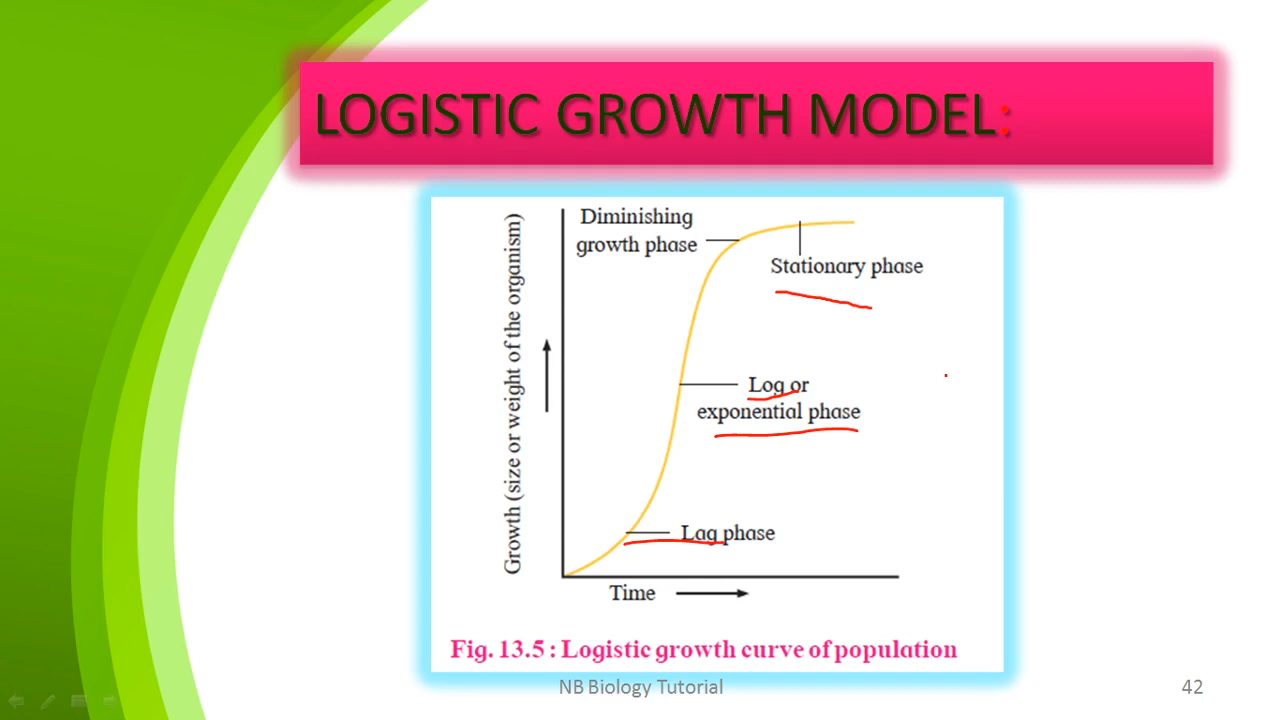 LOGISTIC GROWTH MODEL:
Diminishing
growth phase
Stationary phase
Log or
exponential phase
Lag phase
Growth (size or weight of the organism)
Time
Fig. 13.5 : Logistic growth curve of population
NB Biology Tutorial
42